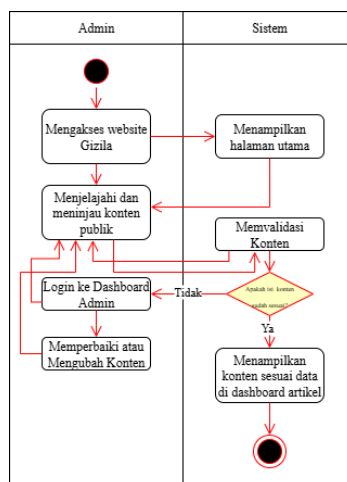 Admin
Sistem
Mengakses website
Gizila
Menampilkan
halaman utama
Menjelajahi dan
meninjau konten
publik
Memvalidasi
Konten
Login ke Dashboard
Admin
Tidak
Apakah isi konten
sudah sesuai?
Ya
Memperbaiki atau
Mengubah Konten
Menampilkan
konten sesuai data
di dashboard artikel